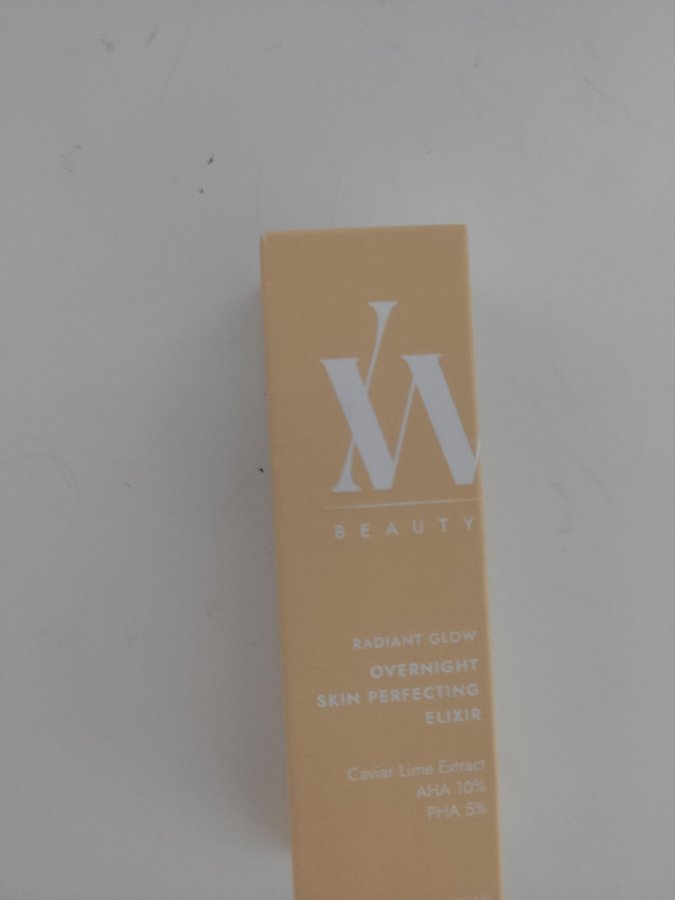 BEAUTY
RADIANT GLOW
OVERNIGHT
SKIN PERFECTING
ELIXIR
Caviar Lime Extract
AHA 10%
PHA 5%